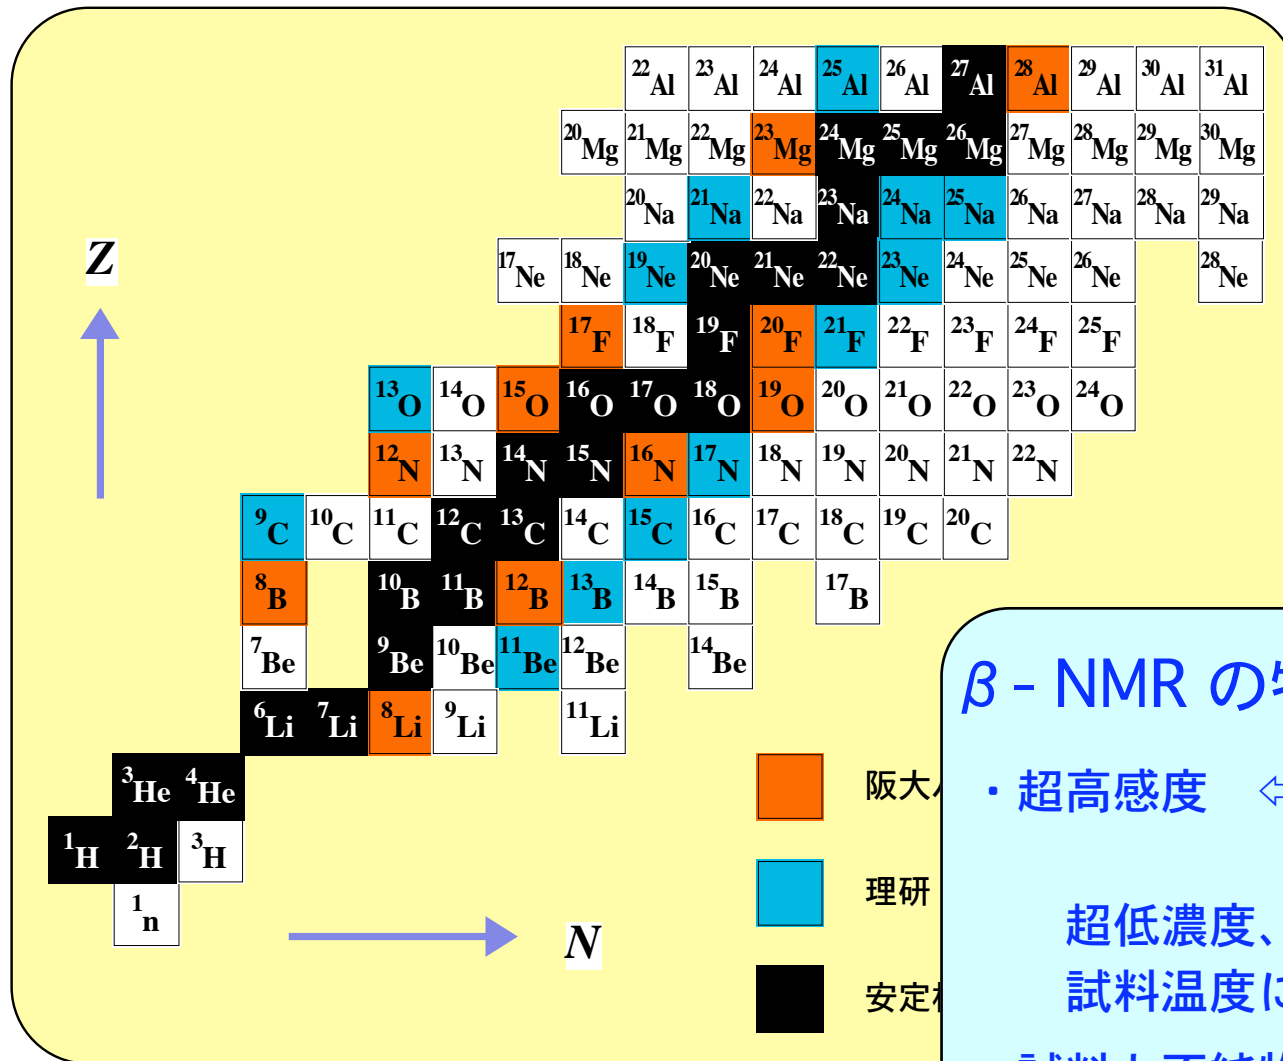 22Al 23Al 24Al 25Al 26Al 27Al 28Al 29Al 30Al 31Al
20Mg 21Mg 22Mg 23Mg 24Mg 25Mg 26Mg 27Mg 28Mg 29Mg 30Mg
20Na 21Na 22Na 23Na 24Na 25Na 26Na 27Na 28Na 29Na
Z
17Ne 18Ne 19Ne 20Ne 21Ne 22Ne 23Ne 24Ne 25Ne 26Ne 28Ne
17F 18F 19F 20F 21F 22F 23F 24F 25F
13O 14O 15O 16O 17O 18O 19O 20O 21O 22O 23O 24O
12N 13N 14N 15N 16N 17N 18N 19N 20N 21N 22N
9C 10C 11C 12C 13C 14C 15C 16C 17C 18C 19C 20C
8B 10B 11B 12B 13B 14B 15B 17B
7Be 9Be 10Be 11Be 12Be 14Be
6Li 7Li 8Li 9Li 11Li
3He 4He
1H 2H 3H
1n
N
阪大
理研
安定
β - NMR の
・超高感度 ⇐
超低濃度、
試料温度に